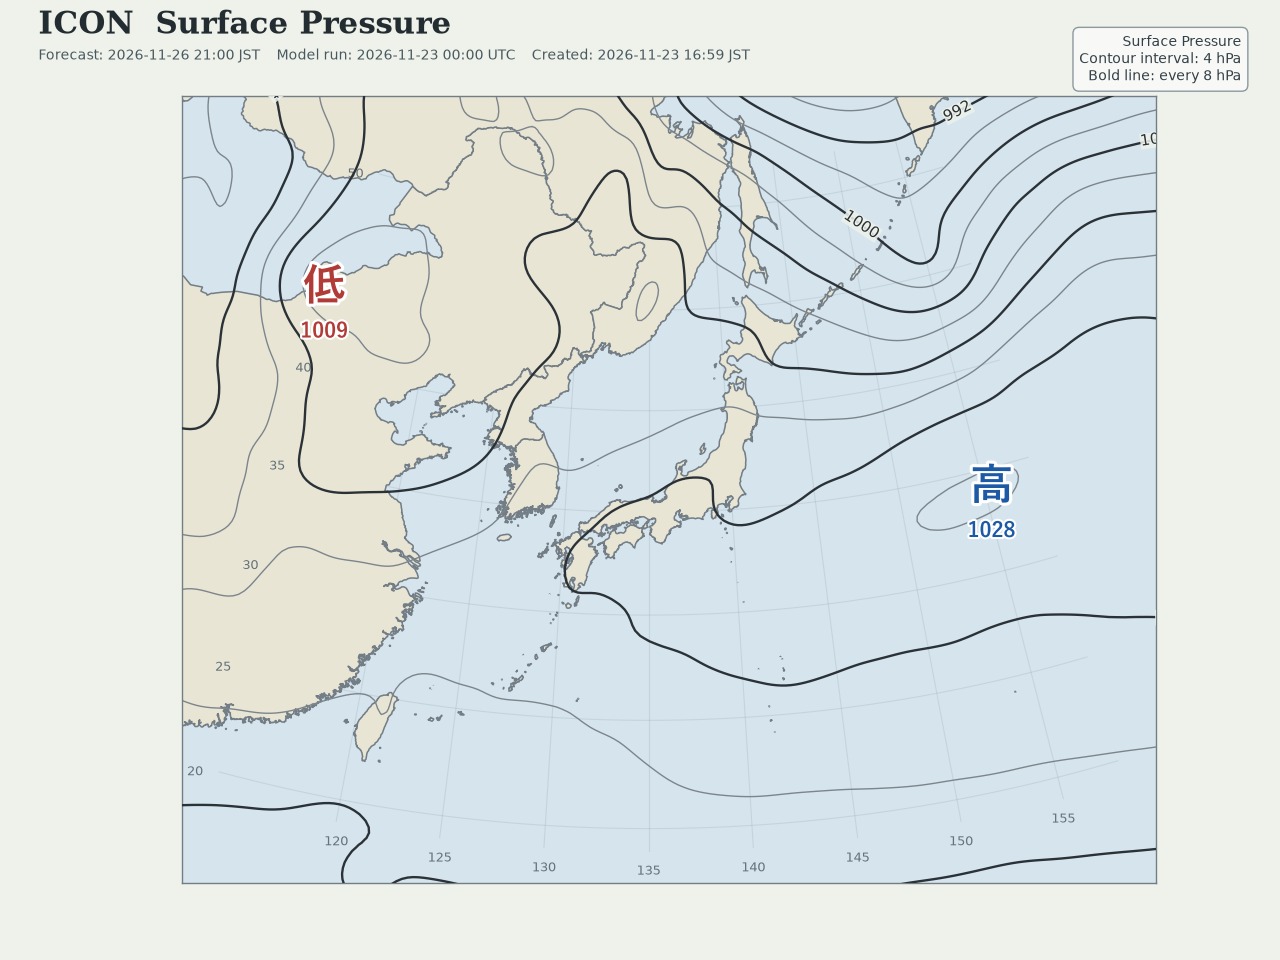 ICON Surface Pressure
Forecast: 2026-11-26 21:00 JST Model run: 2026-11-23 00:00 UTC Created: 2026-11-23 16:59 JST
Surface Pressure
Contour interval: 4 hPa
Bold line: every 8 hPa
992
10
50
1000
低
1009
40
35
高
1028
30
25
20
120
125
130
135
140
145
150
155